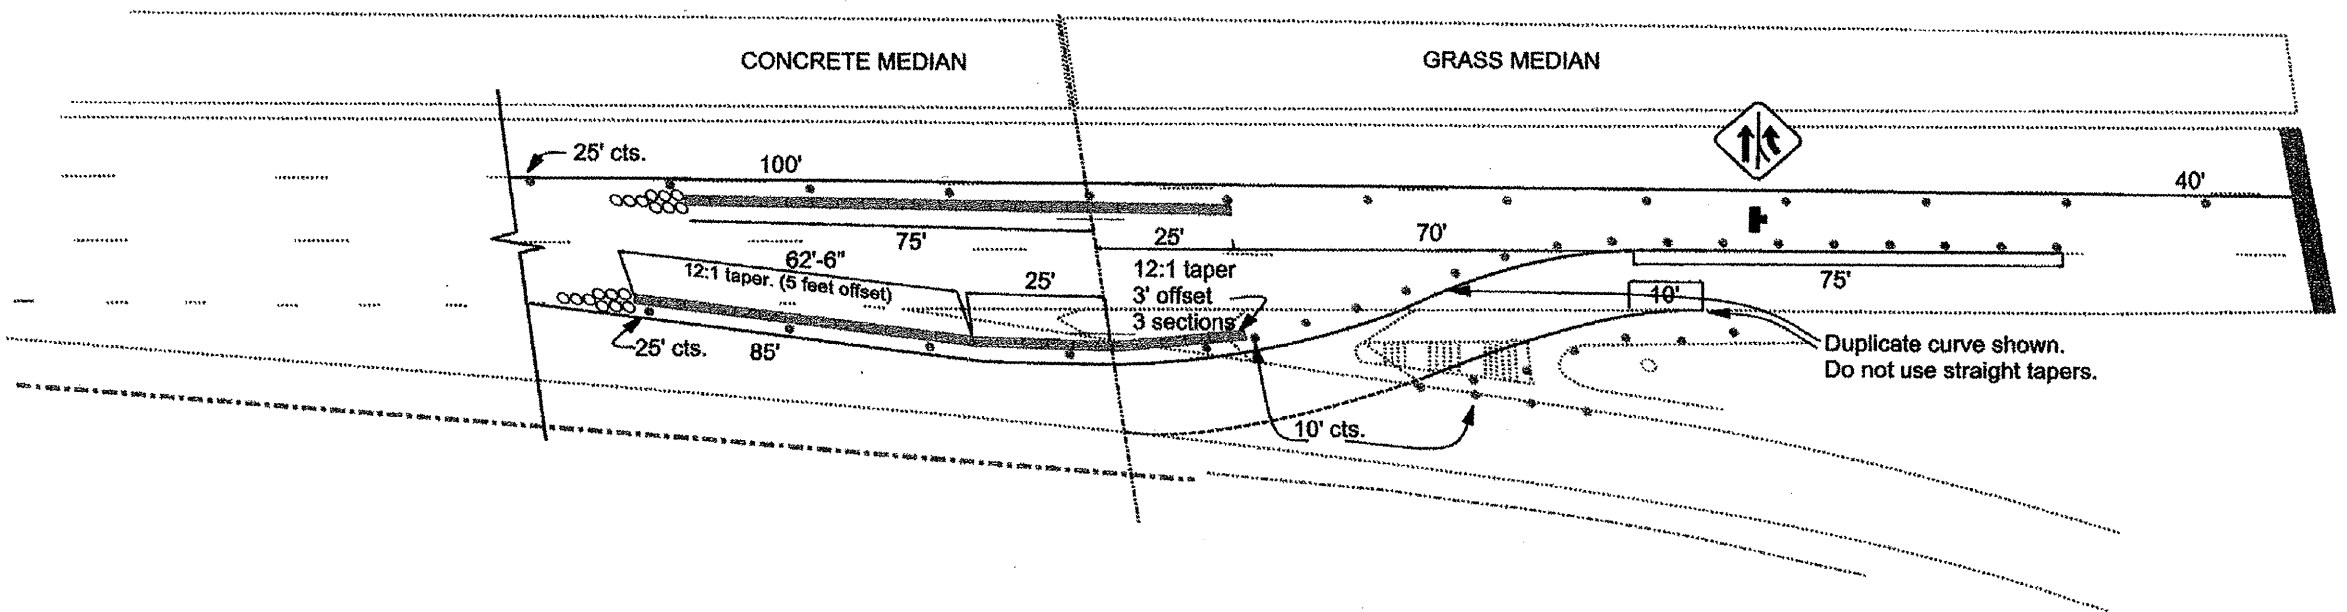 CONCRETE MEDIAN
GRASS MEDIAN
25' cts.
100'
40'
75'
25'
70'
62'-6"
12:1 taper. (5 feet offset)
25'
12:1 taper
3' offset
3 sections
75'
10'
25' cts.
85'
Duplicate curve shown.
Do not use straight tapers.
10' cts.